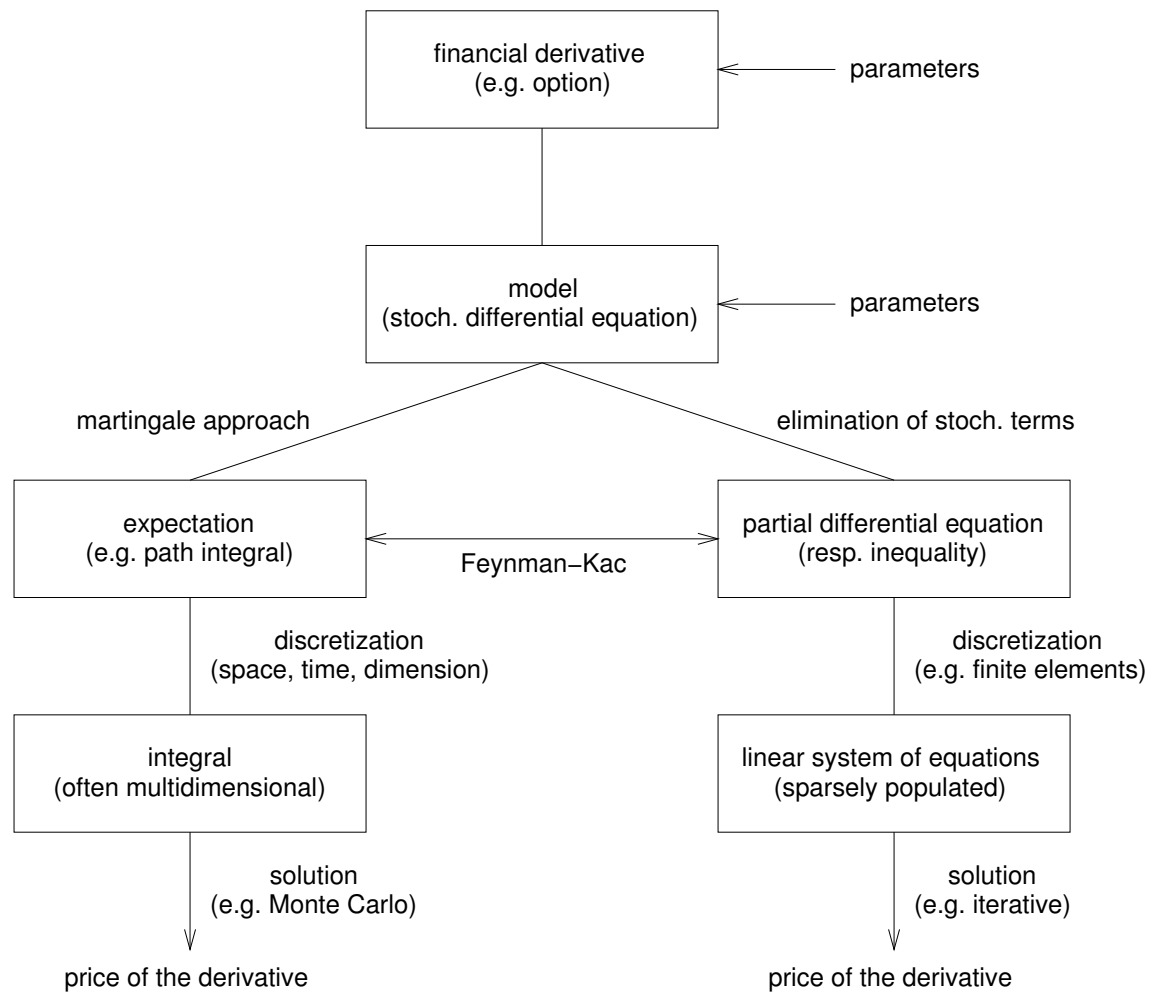 financial derivative
(e.g. option)
parameters
model
(stoch. differential equation)
parameters
martingale approach
elimination of stoch. terms
expectation
(e.g. path integral)
Feynman−Kac
partial differential equation
(resp. inequality)
discretization
(space, time, dimension)
discretization
(e.g. finite elements)
integral
(often multidimensional)
linear system of equations
(sparsely populated)
solution
(e.g. Monte Carlo)
solution
(e.g. iterative)
price of the derivative
price of the derivative